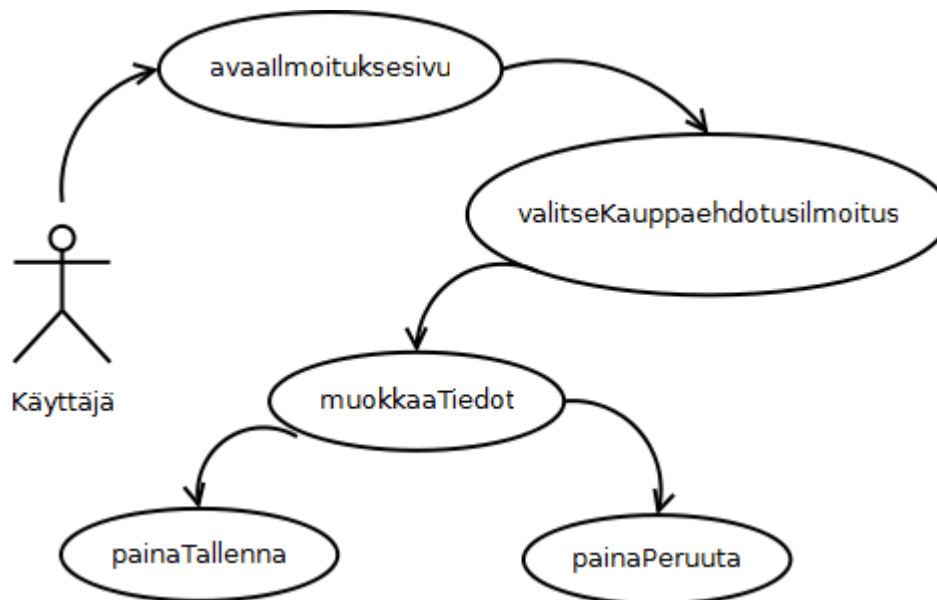 avaaIlmoituksesivu
valitseKauppaehdotusilmoitus
Käyttäjä
muokkaaTiedot
painaTallenna
painaPeruuta